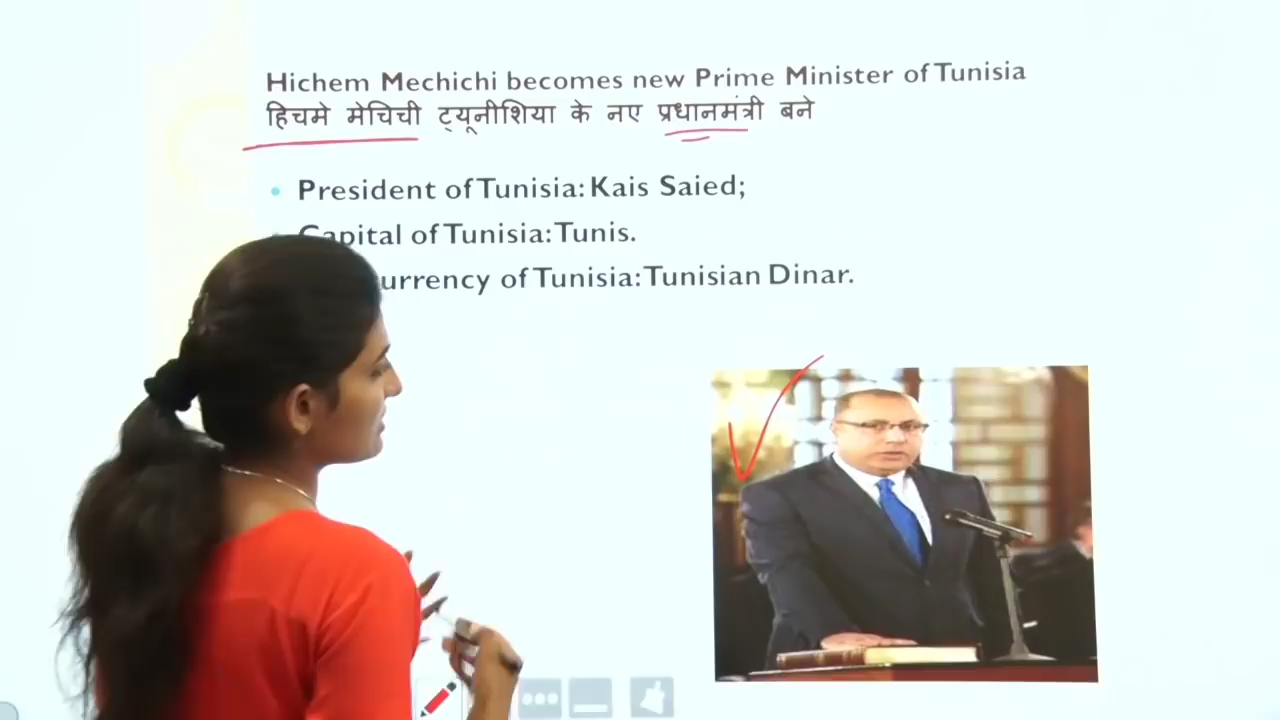 Hichem Mechichi becomes new Prime Minister of Tunisia
हिचमे मेचिची ट्यूनीशिया के नए प्रधानमंत्री बने
President of Tunisia: Kais Saied;
Capital of Tunisia: Tunis.
urrency of Tunisia: Tunisian Dinar.